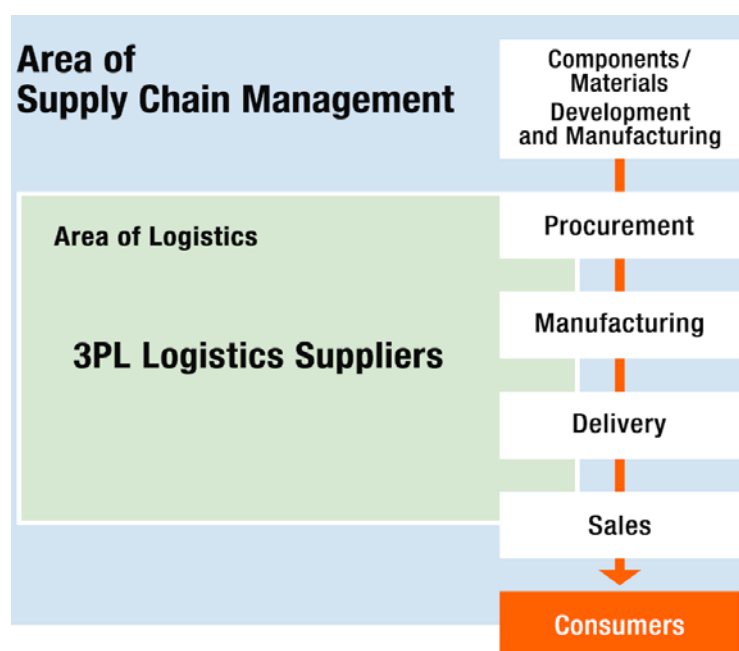 Area of
Supply Chain Management
Components/
Materials
Development
and Manufacturing
Area of Logistics
3PL Logistics Suppliers
Procurement
Manufacturing
Delivery
Sales
Consumers